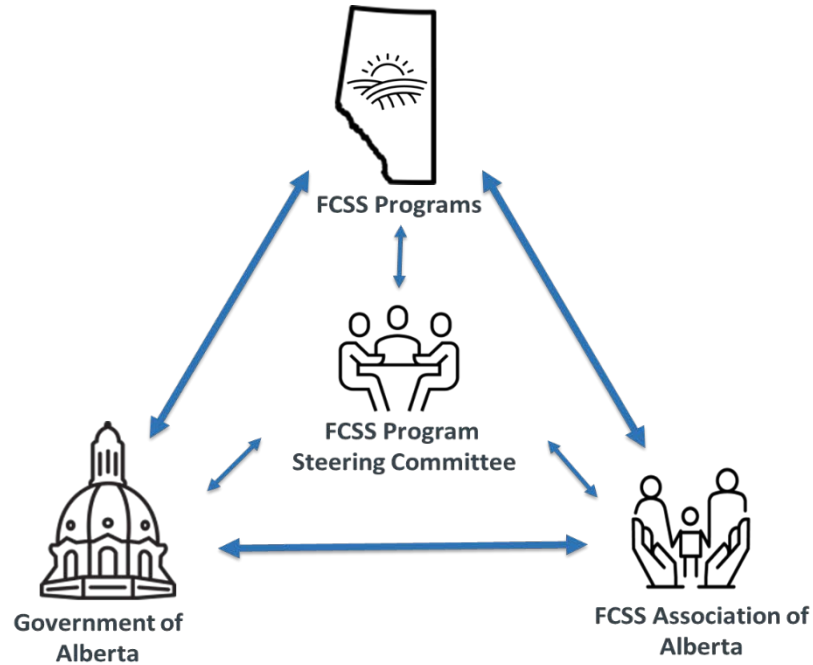 FCSS Programs
FCSS Program
Steering Committee
Government of
Alberta
FCSS Association of
Alberta